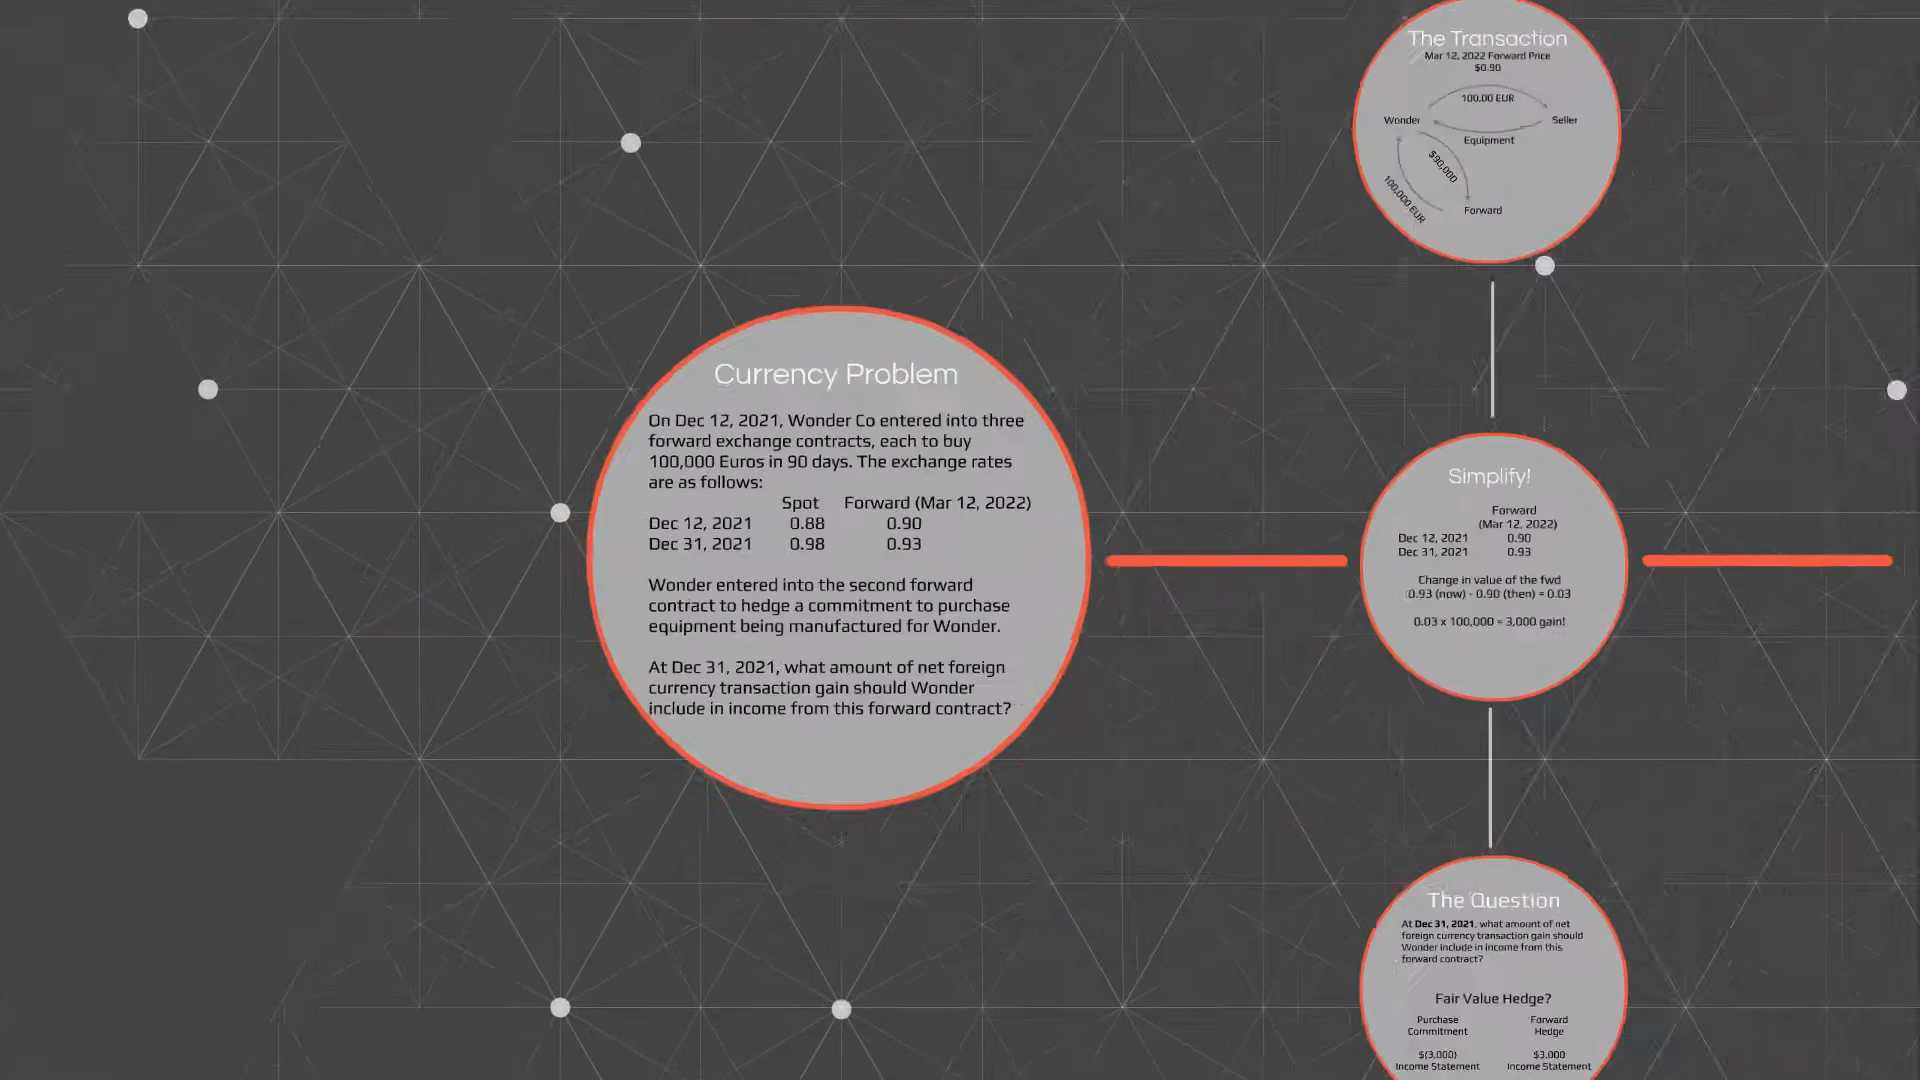 Currency Problem
On Dec 12, 2021, Wonder Co entered into three
forward exchange contracts, each to buy
100,000 Euros in 90 days. The exchange rates
are as follows:
Spot Forward (Mar 12, 2022)
Dec 12, 2021 0.88 0.90
Dec 31, 2021 0.98 0.93
Wonder entered into the second forward
contract to hedge a commitment to purchase
equipment being manufactured for Wonder.
At Dec 31, 2021, what amount of net foreign
currency transaction gain should Wonder
include in income from this forward contract?
The Transaction
Mar 12, 2022 Forward Price
$0.90
100,00 EUR
Wonder Seller
Equipment
$90,000
100,000 EUR
Forward
Simplify!
Forward
(Mar 12, 2022)
Dec 12, 2021 0.90
Dec 31, 2021 0.93
Change in value of the fwd
0.93 (now) - 0.90 (then) = 0.03
0.03 x 100,000 = 3,000 gain!
The Question
At Dec 31, 2021, what amount of net
foreign currency transaction gain should
Wonder include in income from this
forward contract?
Fair Value Hedge?
Purchase Forward
Commitment Hedge
$(3,000) $3,000
Income Statement Income Statement